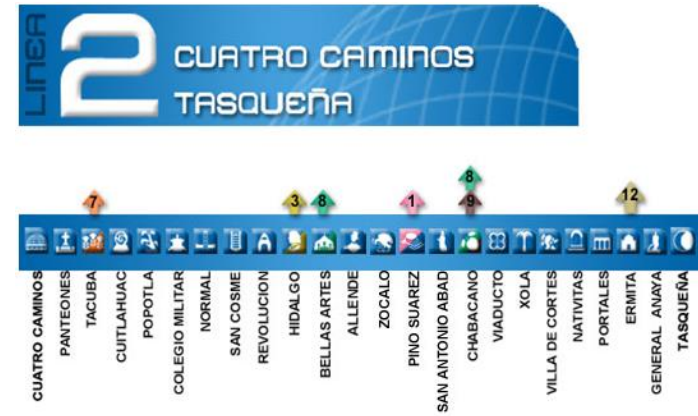 LINEA
2
CUATRO CAMINOS
TASQUEÑA
7
3
8
1
8
9
12
CUATRO CAMINOS
PANTEONES
TACUBA
CUITLAHUAC
POPOTLA
COLEGIO MILITAR
NORMAL
SAN COSME
REVOLUCION
HIDALGO
BELLAS ARTES
ALLENDE
ZOCALO
PINO SUAREZ
SAN ANTONIO ABAD
CHABACANO
VIADUCTO
XOLA
VILLA DE CORTES
NATIVITAS
PORTALES
ERMITA
GENERAL ANAYA
TASQUEÑA